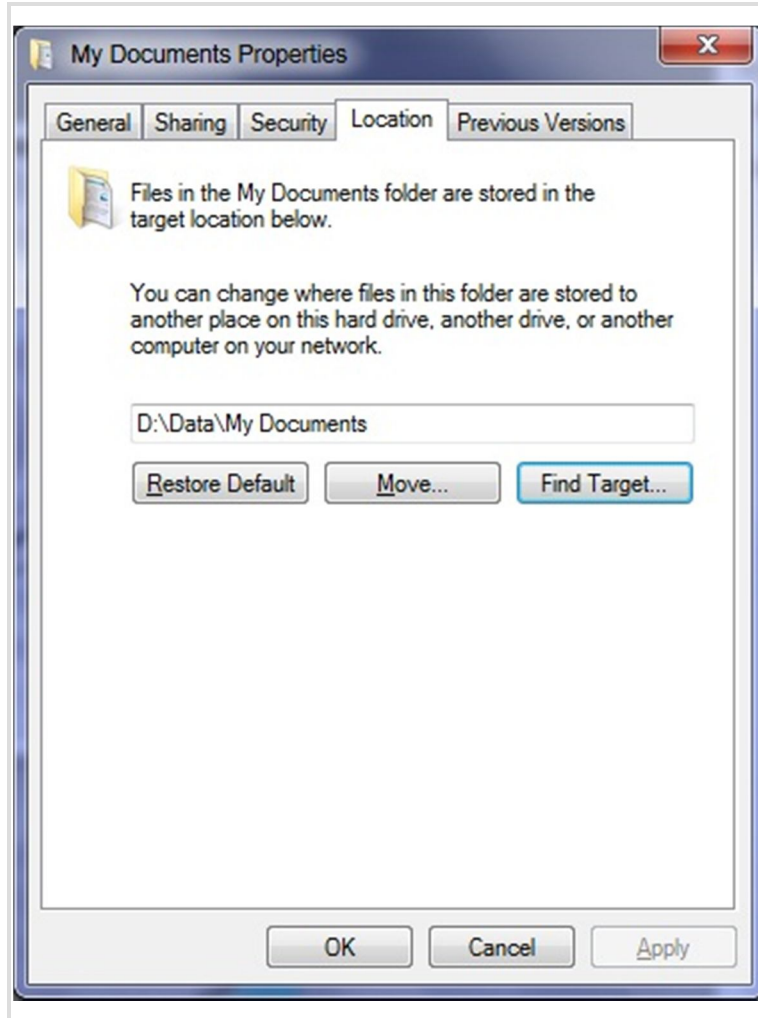 My Documents Properties
General Sharing Security Location Previous Versions
Files in the My Documents folder are stored in the
target location below.
You can change where files in this folder are stored to
another place on this hard drive, another drive, or another
computer on your network.
D:\Data\My Documents
Restore Default Move... Find Target...
OK Cancel Apply